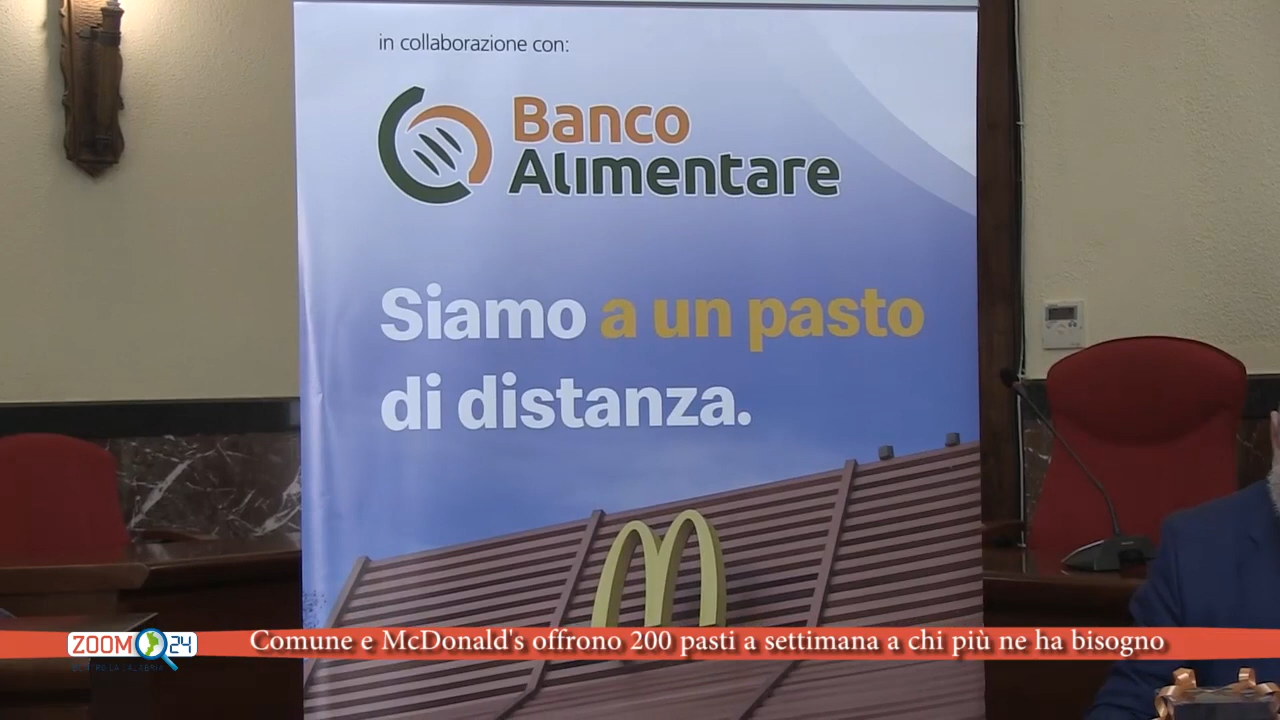 in collaborazione con:
Banco
Alimentare
Siamo a un pasto
di distanza.
ZOOM 24
Comune e McDonald's offrono 200 pasti a settimana a chi più ne ha bisogno